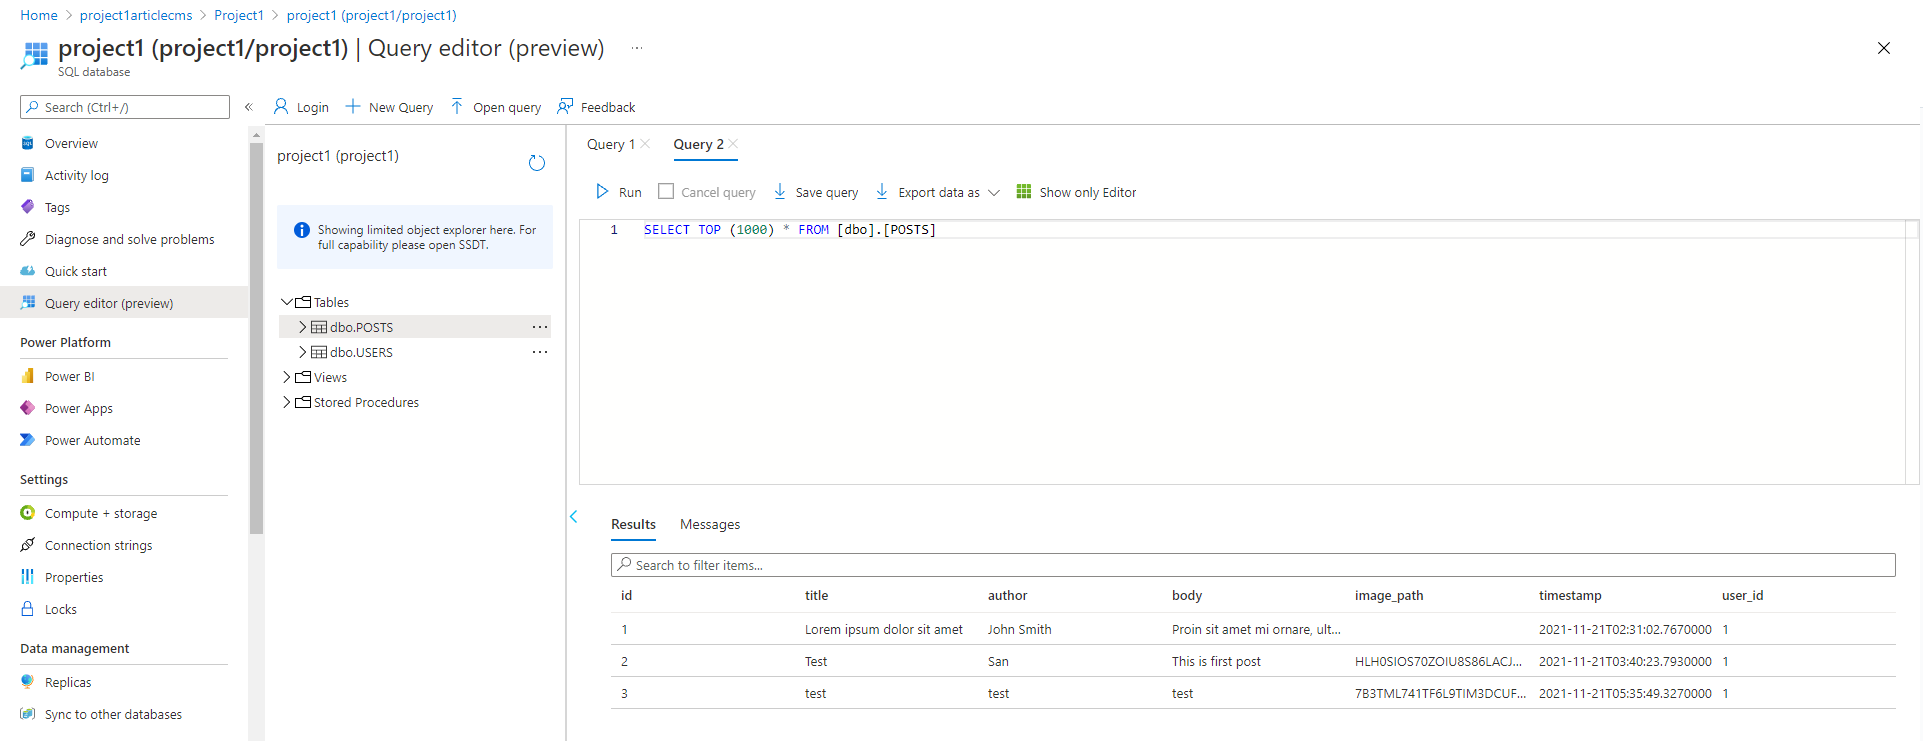 Home > project1articlecms > Project1 > project1 (project1/project1)
project1 (project1/project1) | Query editor (preview) ...
SQL database
Search (Ctrl+/)
«
Login
New Query
Open query
Feedback
Overview
Activity log
Tags
Diagnose and solve problems
Quick start
Query editor (preview)
Power Platform
Power BI
Power Apps
Power Automate
Settings
Compute + storage
Connection strings
Properties
Locks
Data management
Replicas
Sync to other databases
project1 (project1)
Showing limited object explorer here. For
full capability please open SSDT.
Tables
dbo.POSTS ...
dbo.USERS ...
Views
Stored Procedures
Query 1
Query 2
Run
Cancel query
Save query
Export data as
Show only Editor
1 SELECT TOP (1000) * FROM [dbo].[POSTS]
Results
Messages
Search to filter items...
id title author body image_path timestamp user_id
1 Lorem ipsum dolor sit amet John Smith Proin sit amet mi ornare, ult... 2021-11-21T02:31:02.7670000 1
2 Test San This is first post HLH0SIOS70ZOIU8S86LACJ... 2021-11-21T03:40:23.7930000 1
3 test test test 7B3TML741TF6L9TIM3DCUF... 2021-11-21T05:35:49.3270000 1